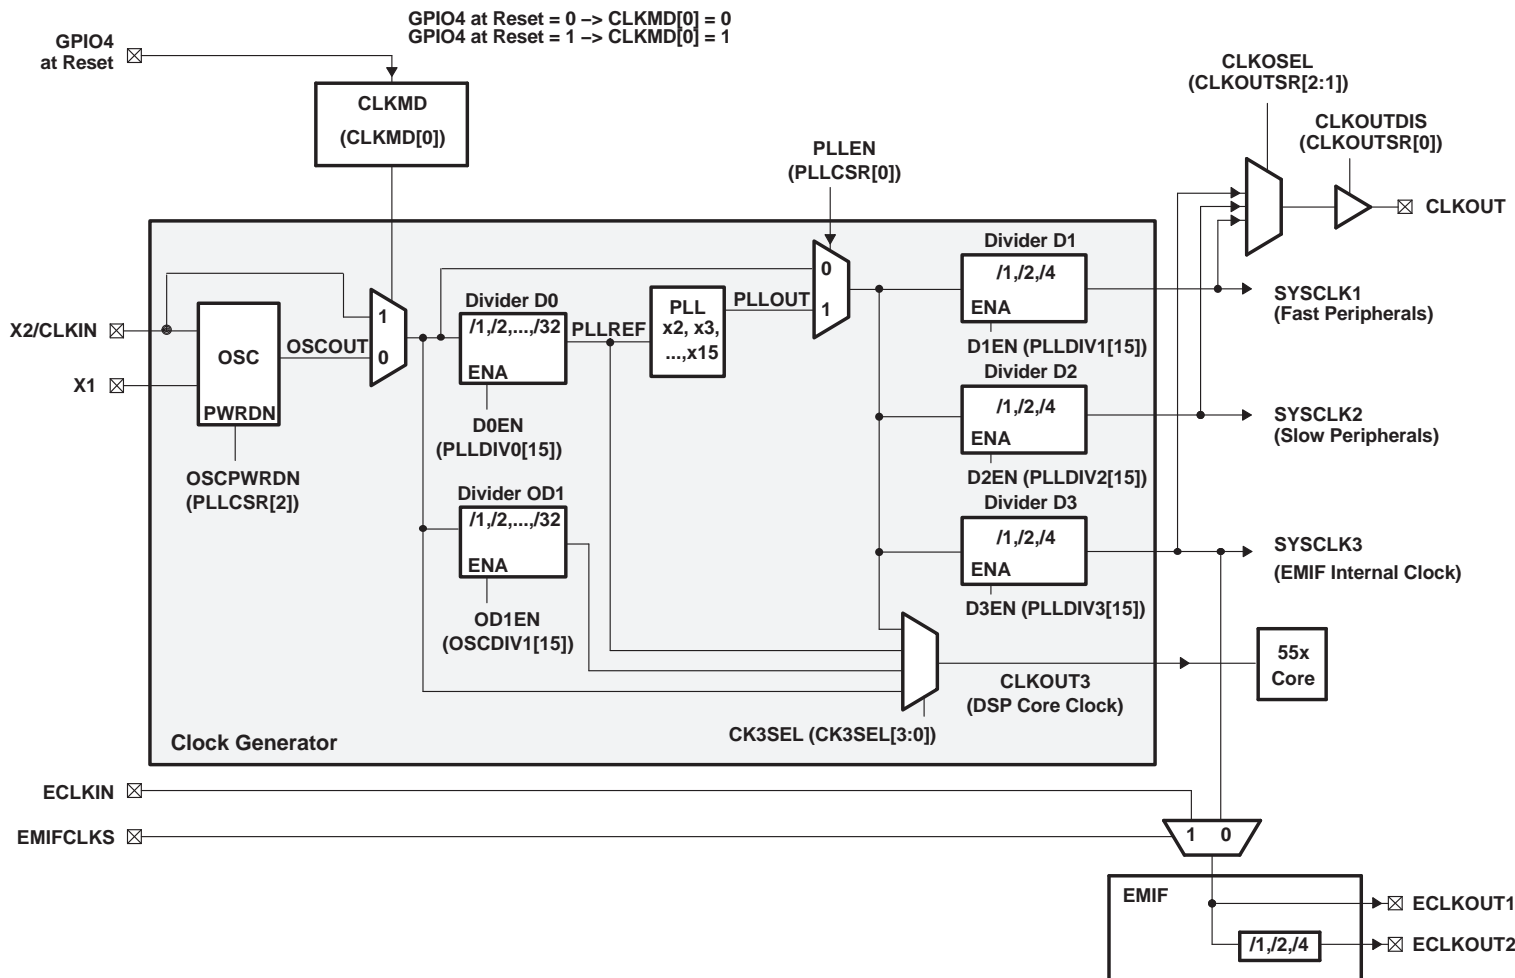 GPIO4 at Reset = 0 –> CLKMD[0] = 0
GPIO4 at Reset = 1 –> CLKMD[0] = 1
GPIO4
at Reset
CLKMD
(CLKMD[0])
CLKOSEL
(CLKOUTSR[2:1])
CLKOUTDIS
(CLKOUTSR[0])
PLLEN
(PLLCSR[0])
CLKOUT
X2/CLKIN
X1
OSC
PWRDN
OSCOUT
1
0
OSCPWRDN
(PLLCSR[2])
Divider D0
/1,/2,...,/32
ENA
D0EN
(PLLDIV0[15])
PLLREF
PLL
x2, x3,
...,x15
PLLOUT
0
1
Divider D1
/1,/2,/4
ENA
D1EN (PLLDIV1[15])
SYSCLK1
(Fast Peripherals)
Divider D2
/1,/2,/4
ENA
D2EN (PLLDIV2[15])
SYSCLK2
(Slow Peripherals)
Divider OD1
/1,/2,...,/32
ENA
OD1EN
(OSCDIV1[15])
Divider D3
/1,/2,/4
ENA
D3EN (PLLDIV3[15])
SYSCLK3
(EMIF Internal Clock)
CLKOUT3
(DSP Core Clock)
55x
Core
CK3SEL (CK3SEL[3:0])
Clock Generator
ECLKIN
EMIFCLKS
1 0
EMIF
ECLKOUT1
/1,/2,/4
ECLKOUT2